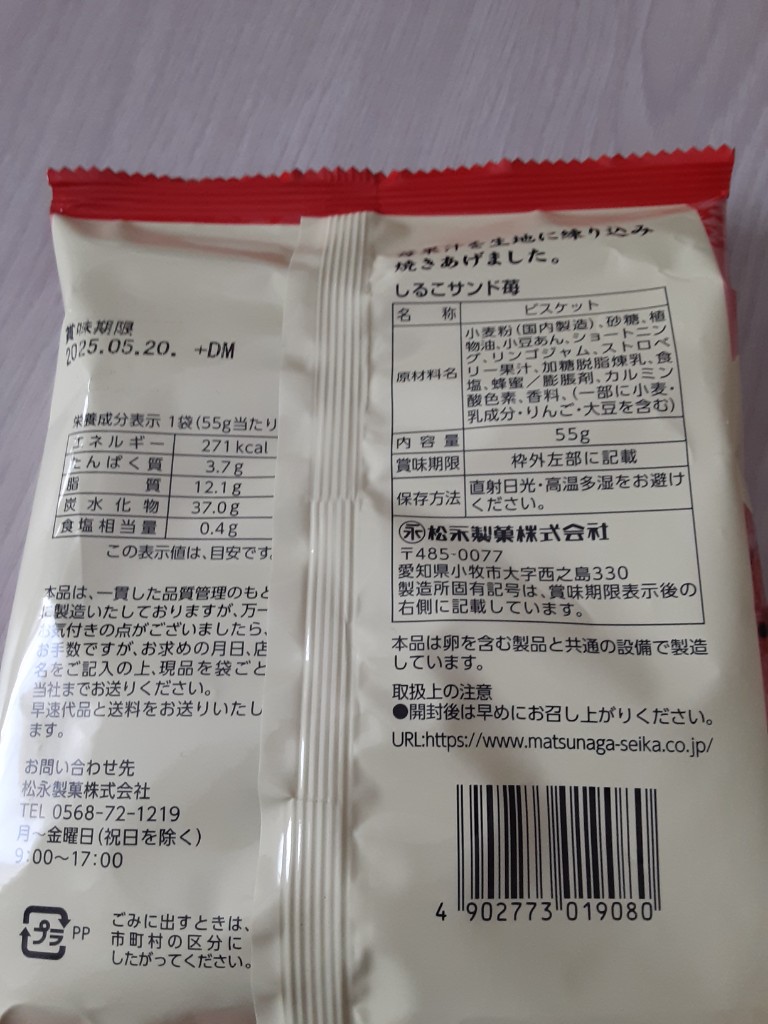 賞味期限
2025.05.20. +DM
栄養成分表示 1袋(55g当たり
エネルギー 271kcal
たんぱく質 3.7g
脂質 12.1g
炭水化物 37.0g
食塩相当量 0.4g
この表示値は、目安です
本品は、一貫した品質管理のもと
に製造いたしておりますが、万一
お気付きの点がございましたら、
お手数ですが、お求めの月日、店
名をご記入の上、現品を袋ごと
当社までお送りください。
早速代品と送料をお送りいたし
ます。
お問い合わせ先
松永製菓株式会社
TEL 0568-72-1219
月~金曜日(祝日を除く)
9:00~17:00
プラ PP
ごみに出すときは、
市町村の区分に
したがってください。
果汁を生地に練り込み
焼きあげました。
しるこサンド苺
名称 ビスケット
原材料名
小麦粉(国内製造)、砂糖、植
物油、小豆あん、ショートニン
グ、リンゴジャム、ストロベ
リー果汁、加糖脱脂煉乳、食
塩、蜂蜜/膨脹剤、カルミン
酸色素、香料、(一部に小麦・
乳成分・りんご・大豆を含む)
内容量 55g
賞味期限 枠外左部に記載
保存方法 直射日光・高温多湿をお避け
ください。
永 松永製菓株式会社
〒485-0077
愛知県小牧市大字西之島330
製造所固有記号は、賞味期限表示後の
右側に記載しています。
本品は卵を含む製品と共通の設備で製造
しています。
取扱上の注意
●開封後は早めにお召し上がりください。
URL:https://www.matsunaga-seika.co.jp/
4 902773 019080